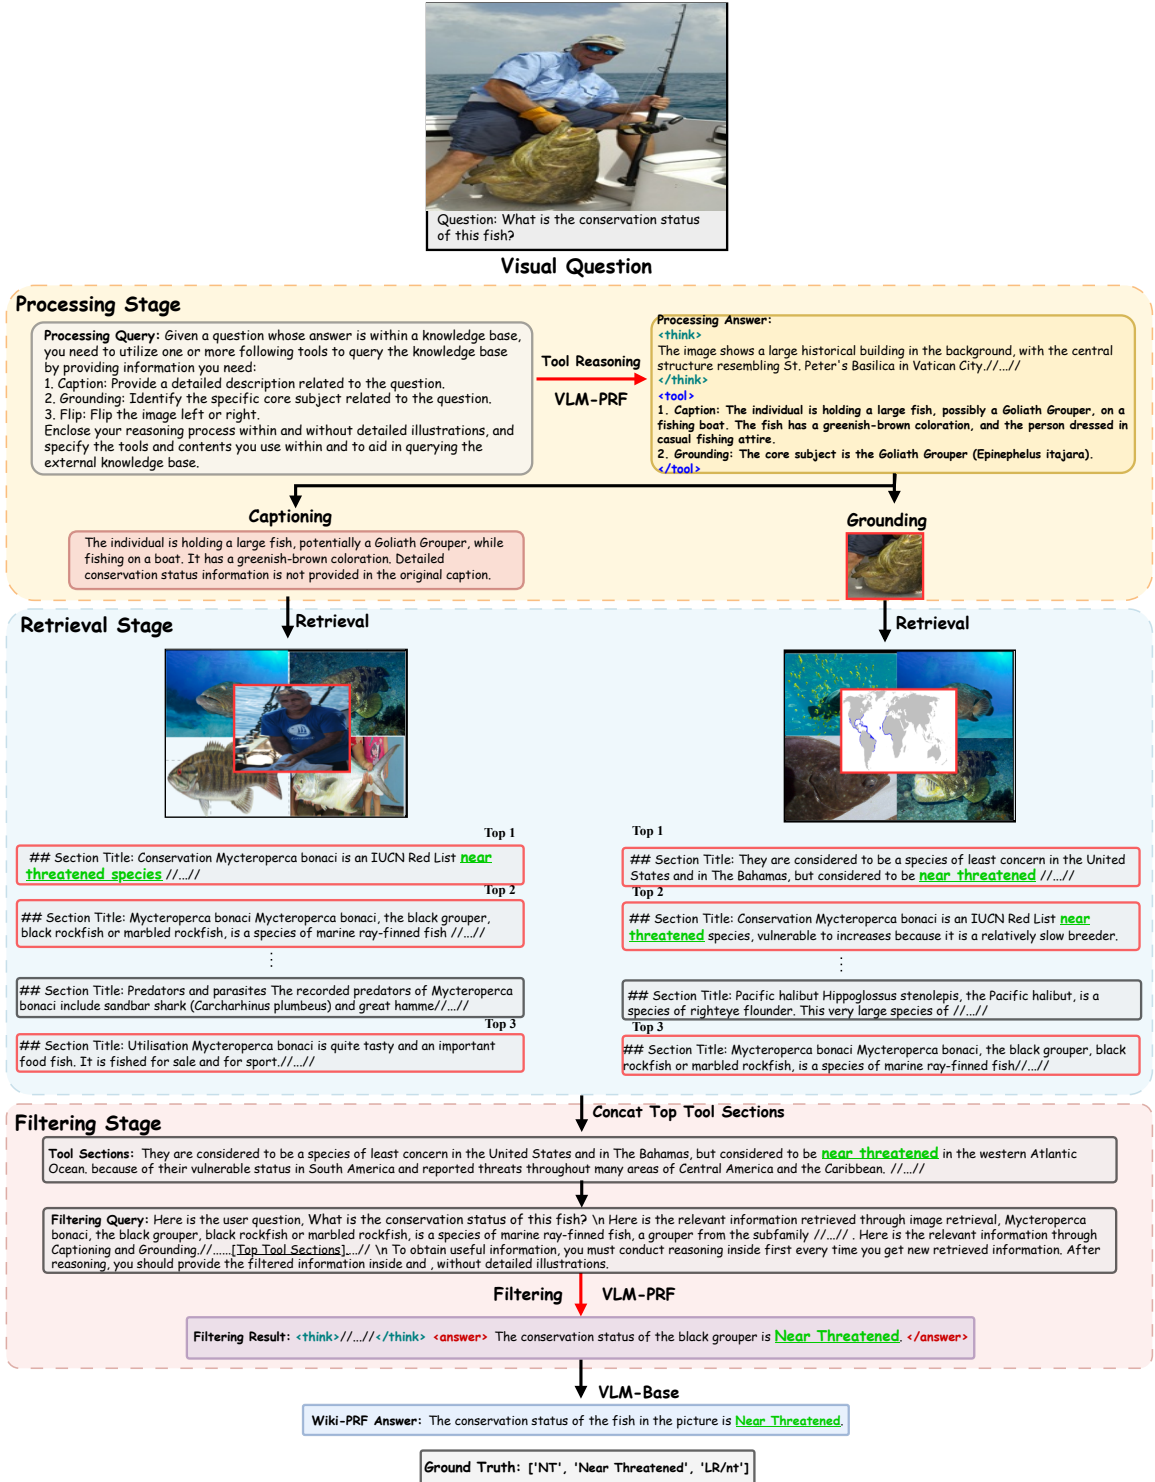 Question: What is the conservation status
of this fish?
Visual Question
Processing Stage
Processing Query: Given a question whose answer is within a knowledge base,
you need to utilize one or more following tools to query the knowledge base
by providing information you need:
1. Caption: Provide a detailed description related to the question.
2. Grounding: Identify the specific core subject related to the question.
3. Flip: Flip the image left or right.
Enclose your reasoning process within and without detailed illustrations, and
specify the tools and contents you use within and to aid in querying the
external knowledge base.
Tool Reasoning
VLM-PRF
Processing Answer:
<think>
The image shows a large historical building in the background, with the central
structure resembling St. Peter's Basilica in Vatican City.//...//
</think>
<tool>
1. Caption: The individual is holding a large fish, possibly a Goliath Grouper, on a
fishing boat. The fish has a greenish-brown coloration, and the person dressed in
casual fishing attire.
2. Grounding: The core subject is the Goliath Grouper (Epinephelus itajara).
</tool>
Captioning
The individual is holding a large fish, potentially a Goliath Grouper, while
fishing on a boat. It has a greenish-brown coloration. Detailed
conservation status information is not provided in the original caption.
Grounding
Retrieval Stage
Retrieval
Retrieval
Top 1
## Section Title: Conservation Mycteroperca bonaci is an IUCN Red List near
threatened species //...//
Top 2
## Section Title: Mycteroperca bonaci Mycteroperca bonaci, the black grouper,
black rockfish or marbled rockfish, is a species of marine ray-finned fish //...//
⋮
## Section Title: Predators and parasites The recorded predators of Mycteroperca
bonaci include sandbar shark (Carcharhinus plumbeus) and great hamme//...//
Top 3
## Section Title: Utilisation Mycteroperca bonaci is quite tasty and an important
food fish. It is fished for sale and for sport.//...//
Top 1
## Section Title: They are considered to be a species of least concern in the United
States and in The Bahamas, but considered to be near threatened //...//
Top 2
## Section Title: Conservation Mycteroperca bonaci is an IUCN Red List near
threatened species, vulnerable to increases because it is a relatively slow breeder.
⋮
## Section Title: Pacific halibut Hippoglossus stenolepis, the Pacific halibut, is a
species of righteye flounder. This very large species of //...//
Top 3
## Section Title: Mycteroperca bonaci Mycteroperca bonaci, the black grouper, black
rockfish or marbled rockfish, is a species of marine ray-finned fish//...//
Concat Top Tool Sections
Filtering Stage
Tool Sections: They are considered to be a species of least concern in the United States and in The Bahamas, but considered to be near threatened in the western Atlantic
Ocean. because of their vulnerable status in South America and reported threats throughout many areas of Central America and the Caribbean. //...//
Filtering Query: Here is the user question, What is the conservation status of this fish? \n Here is the relevant information retrieved through image retrieval, Mycteroperca
bonaci, the black grouper, black rockfish or marbled rockfish, is a species of marine ray-finned fish, a grouper from the subfamily //...// . Here is the relevant information through
Captioning and Grounding.//......[Top Tool Sections]....// \n To obtain useful information, you must conduct reasoning inside first every time you get new retrieved information. After
reasoning, you should provide the filtered information inside and , without detailed illustrations.
Filtering
VLM-PRF
Filtering Result: <think>//...//</think> <answer> The conservation status of the black grouper is Near Threatened. </answer>
VLM-Base
Wiki-PRF Answer: The conservation status of the fish in the picture is Near Threatened.
Ground Truth: ['NT', 'Near Threatened', 'LR/nt']